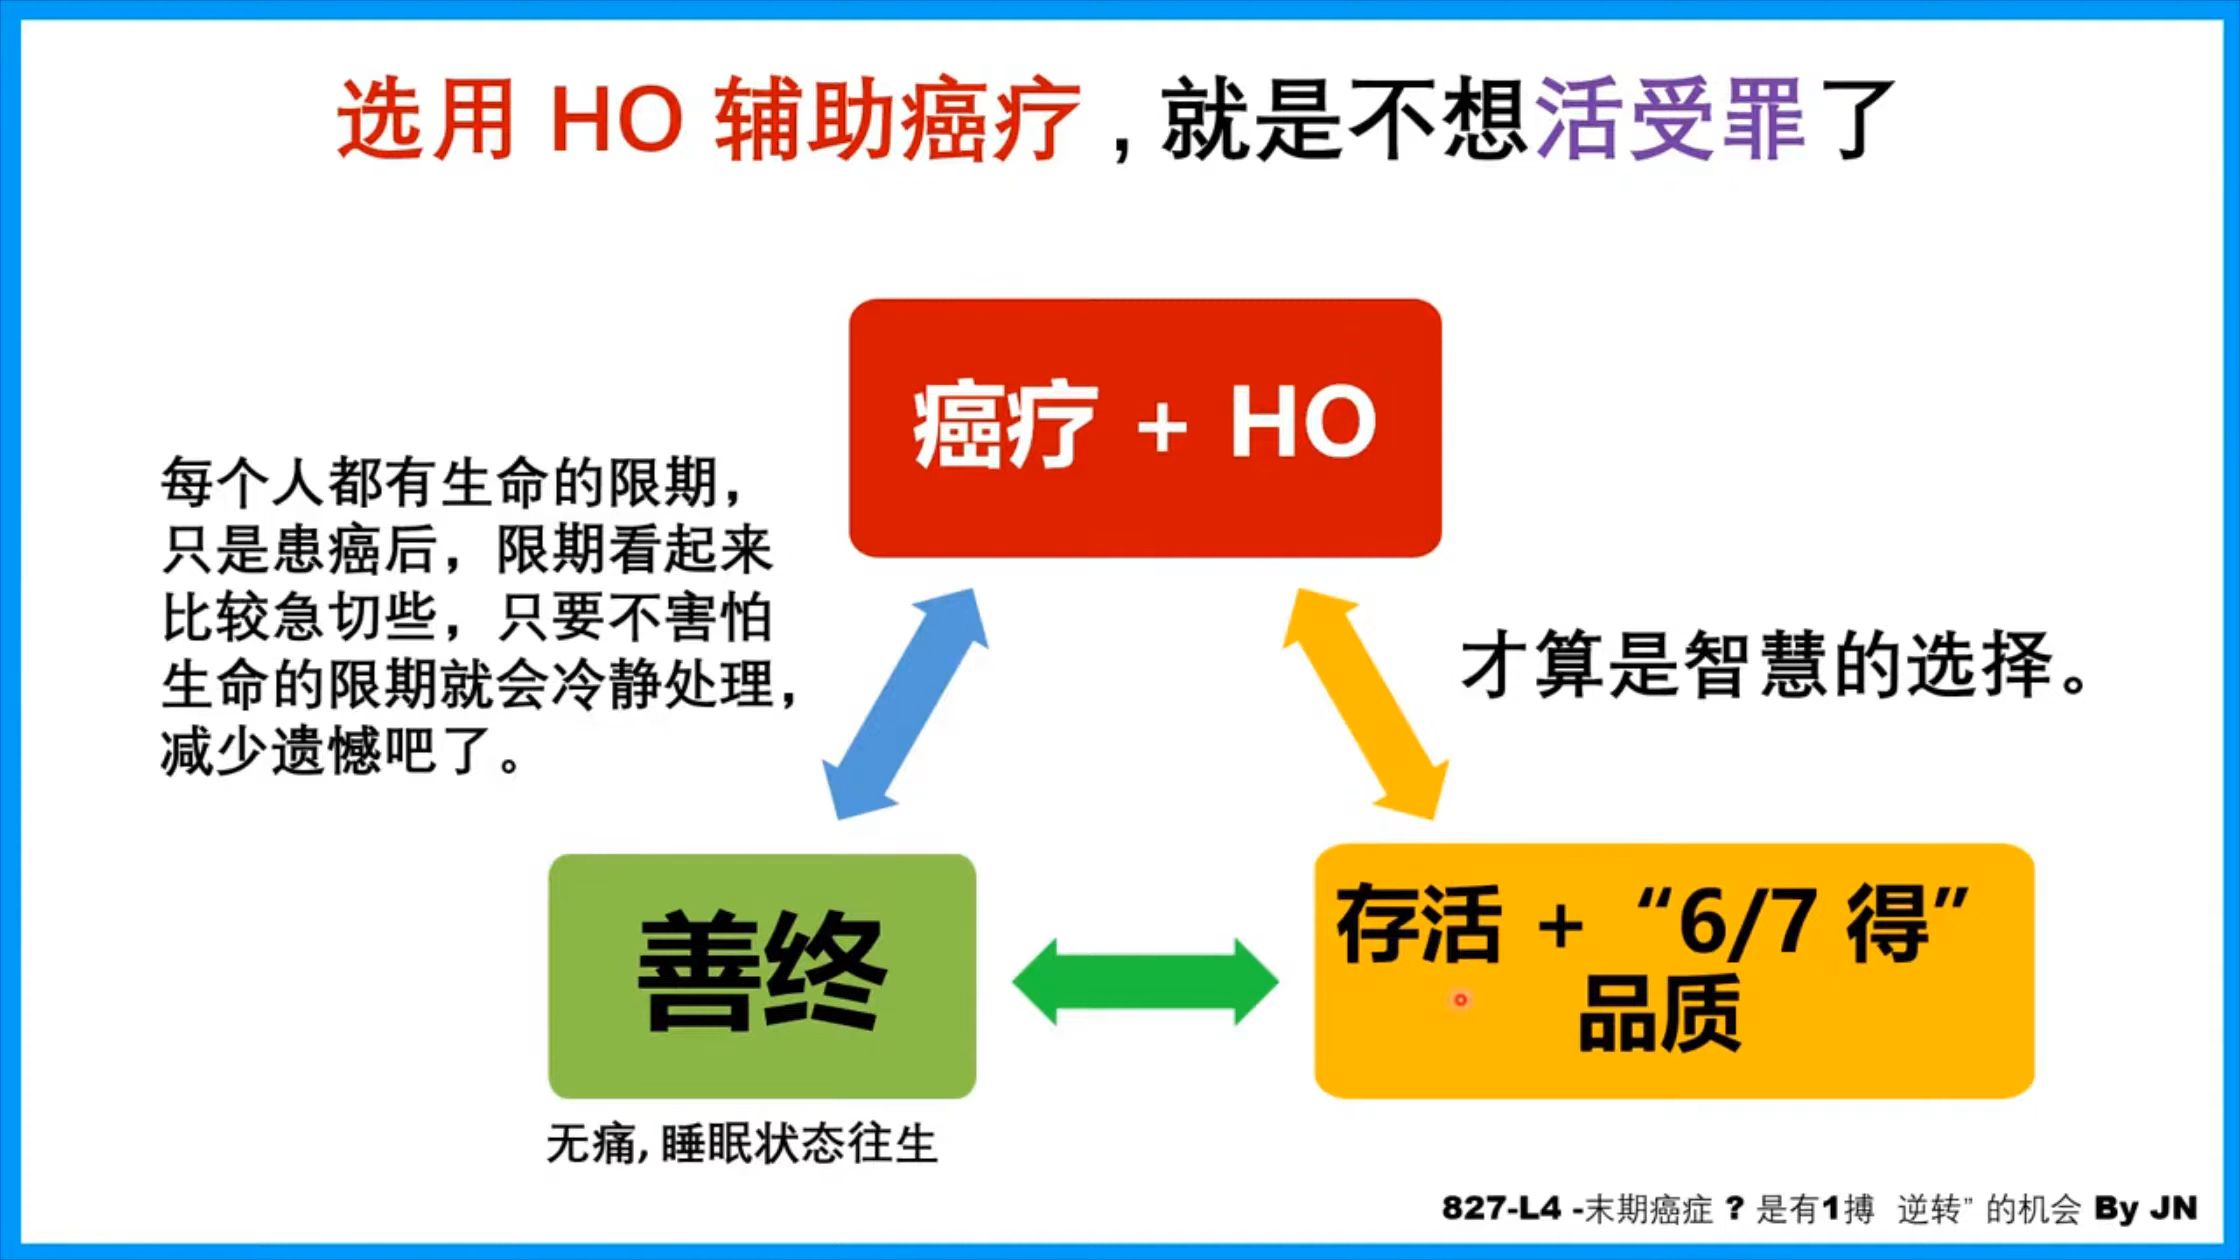 选用 HO 辅助癌疗 , 就是不想活受罪了
癌疗 + HO
每个人都有生命的限期，
只是患癌后，限期看起来
比较急切些，只要不害怕
生命的限期就会冷静处理，
减少遗憾吧了。
才算是智慧的选择。
善终
存活 + “6/7 得”
品质
无痛, 睡眠状态往生
827-L4 -末期癌症 ? 是有1搏 逆转” 的机会 By JN